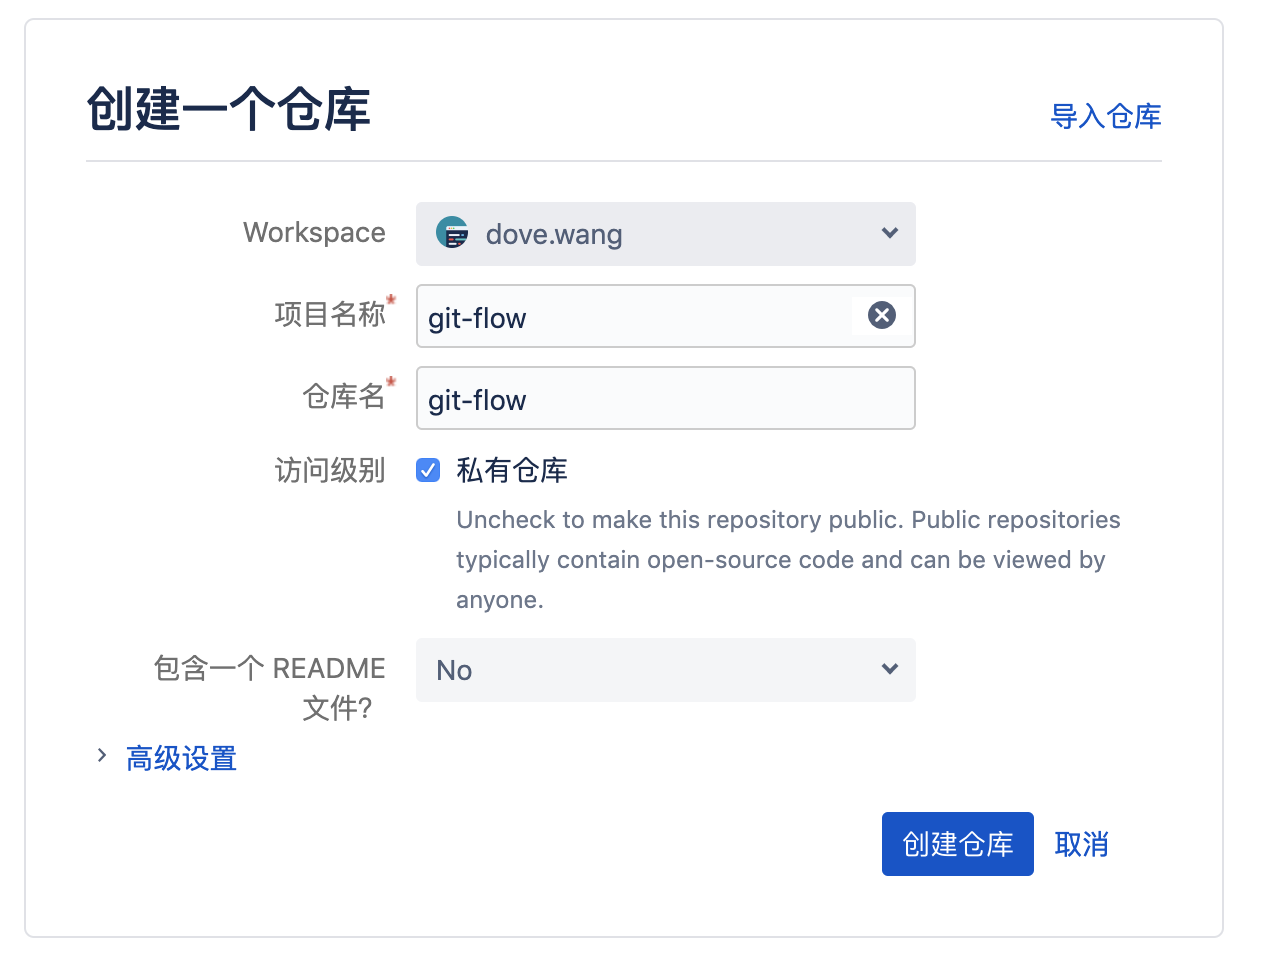 创建一个仓库
导入仓库
Workspace
dove.wang
项目名称*
git-flow
仓库名*
git-flow
访问级别
私有仓库
Uncheck to make this repository public. Public repositories
typically contain open-source code and can be viewed by
anyone.
包含一个 README
文件?
No
高级设置
创建仓库
取消